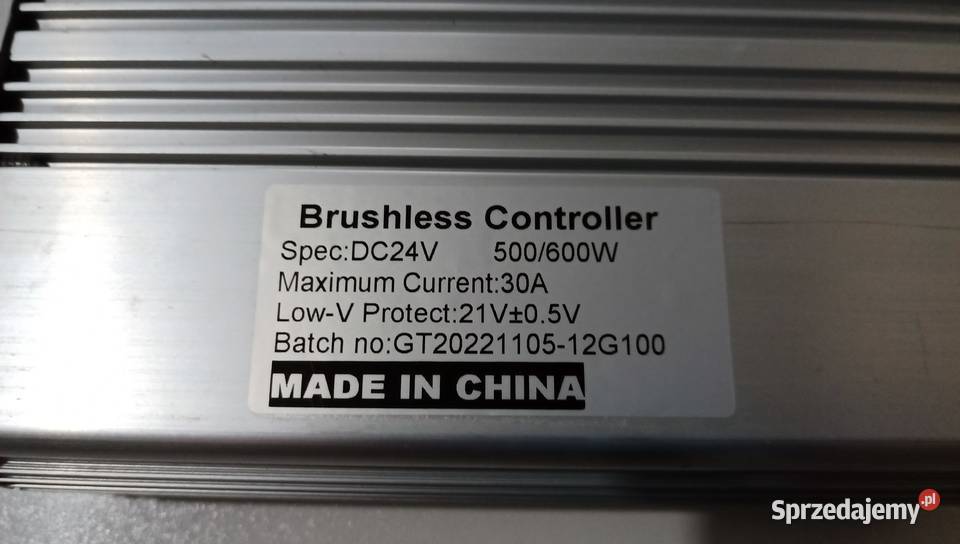 Brushless Controller
Spec:DC24V 500/600W
Maximum Current:30A
Low-V Protect:21V±0.5V
Batch no:GT20221105-12G100
MADE IN CHINA
Sprzedajemy.pl